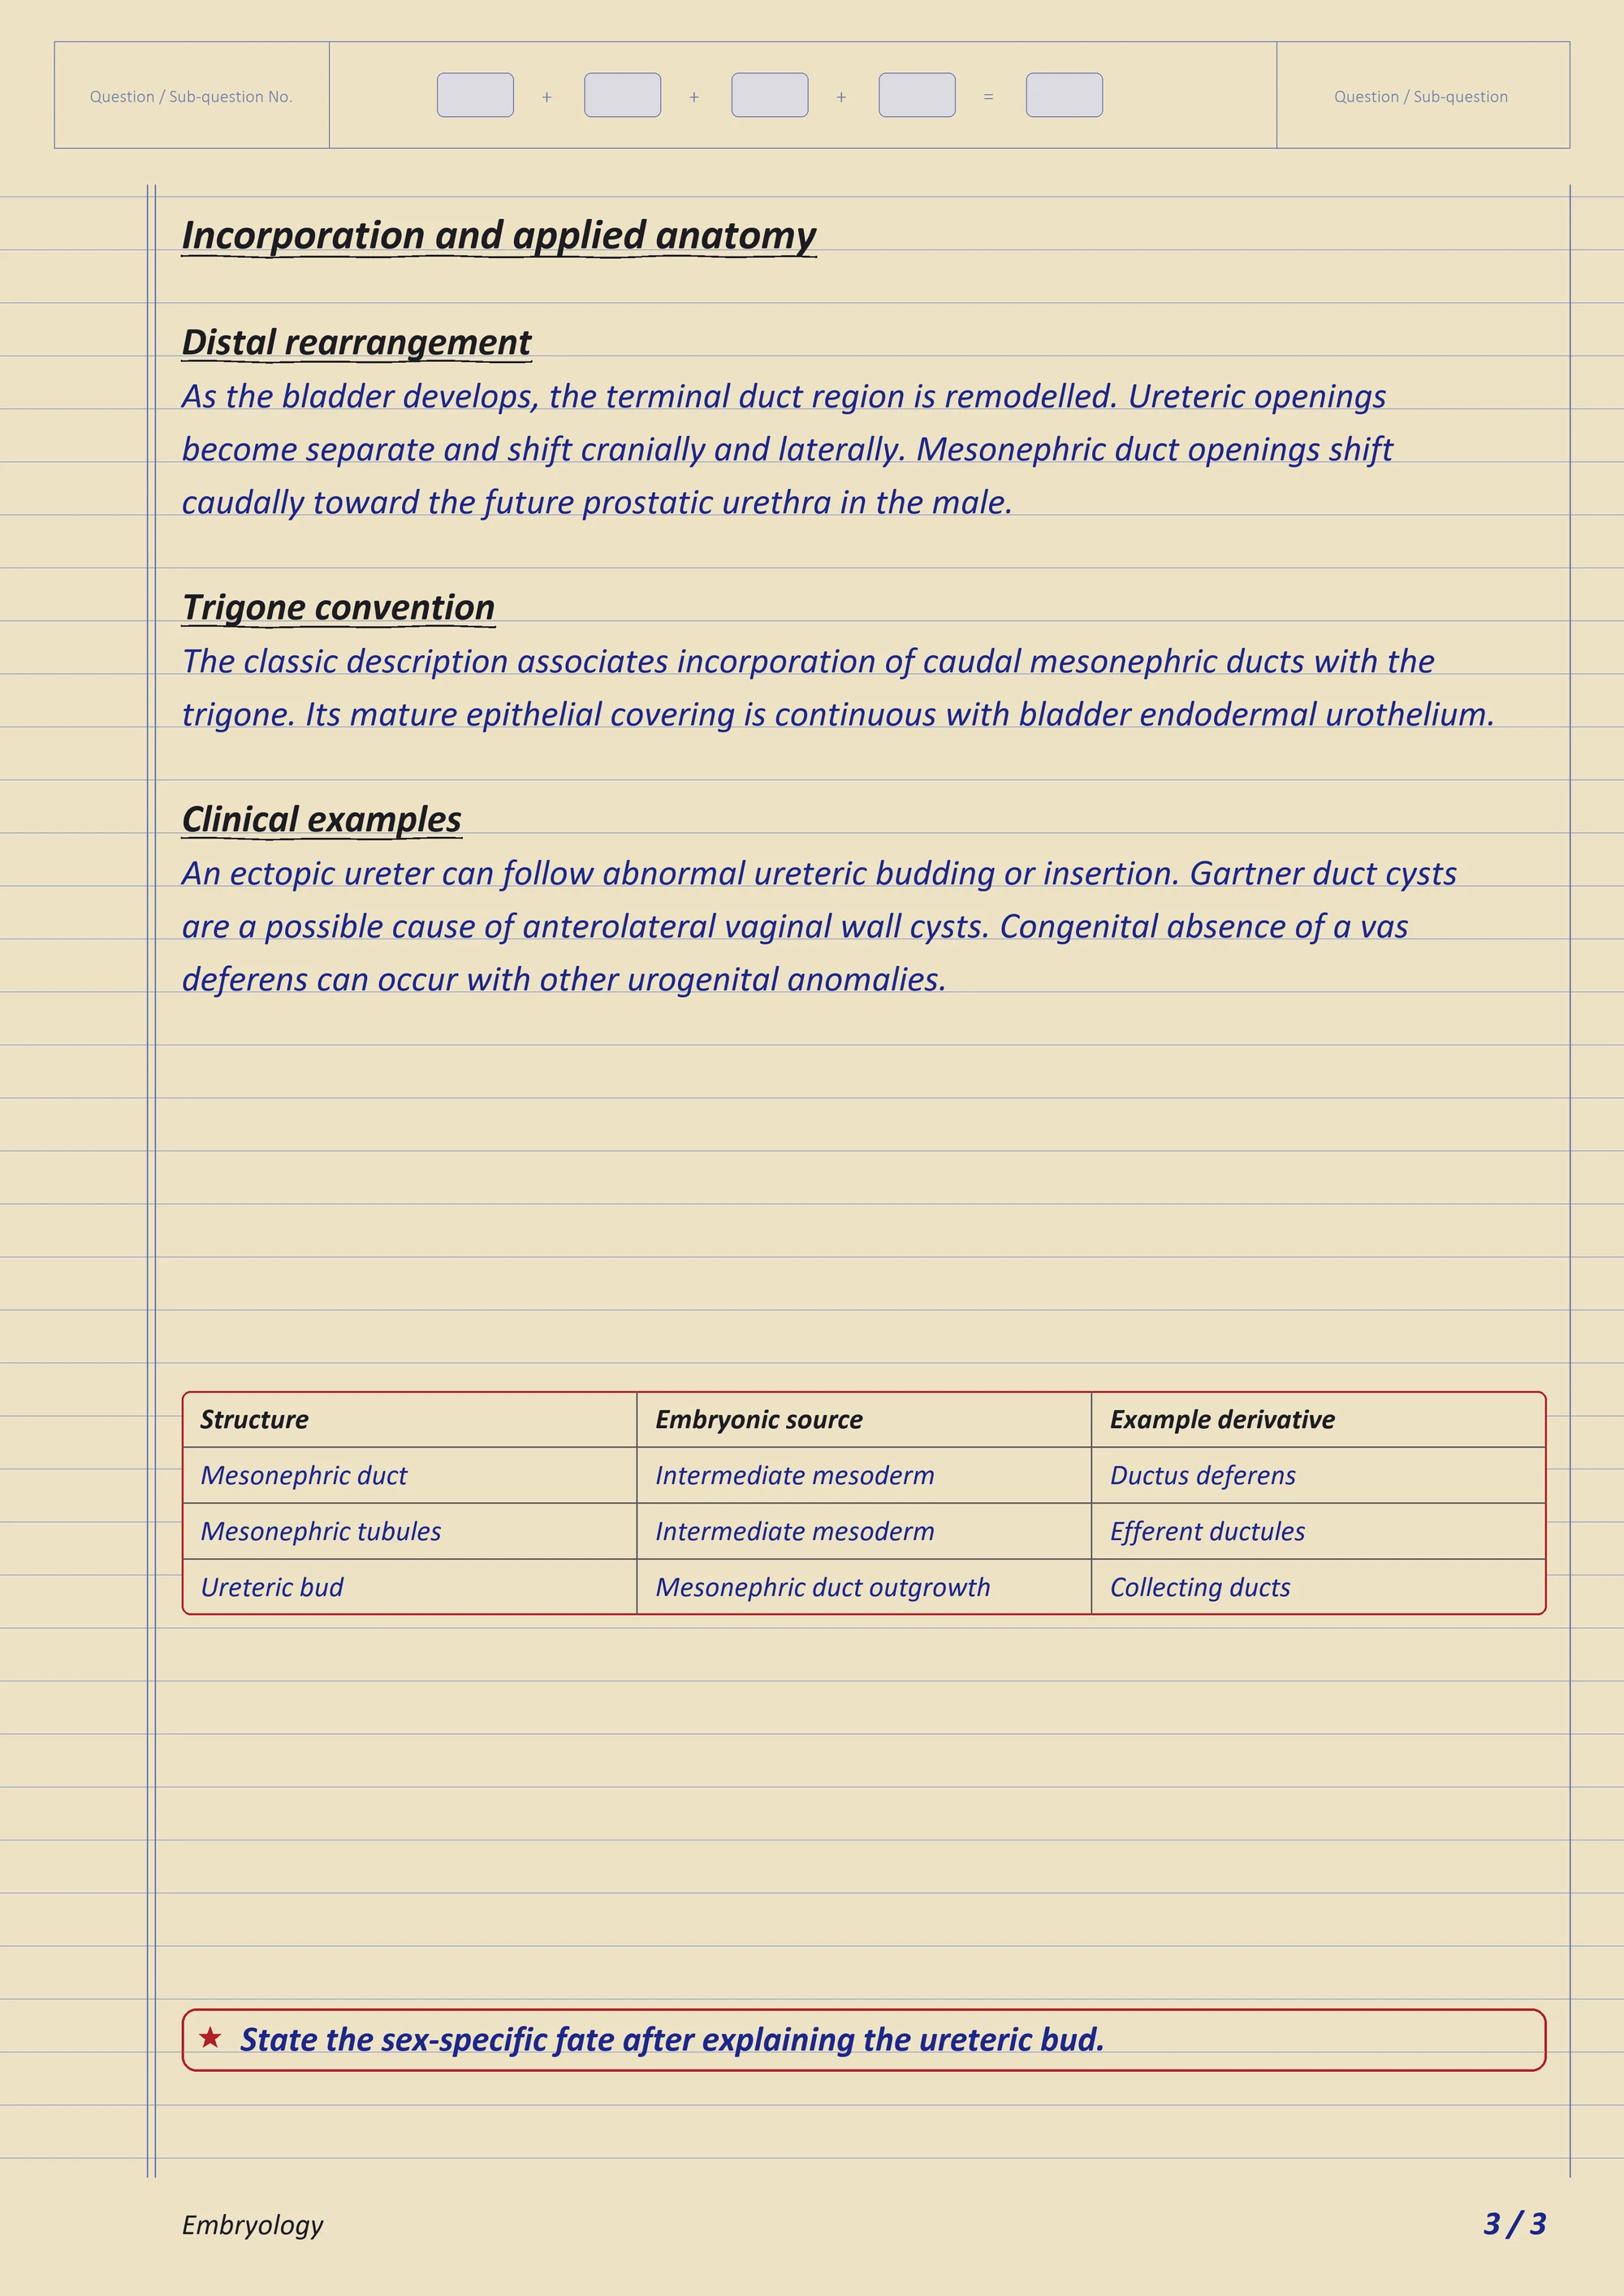 Question / Sub-question No.
+ + + =
Question / Sub-question
Incorporation and applied anatomy
Distal rearrangement
As the bladder develops, the terminal duct region is remodelled. Ureteric openings
become separate and shift cranially and laterally. Mesonephric duct openings shift
caudally toward the future prostatic urethra in the male.
Trigone convention
The classic description associates incorporation of caudal mesonephric ducts with the
trigone. Its mature epithelial covering is continuous with bladder endodermal urothelium.
Clinical examples
An ectopic ureter can follow abnormal ureteric budding or insertion. Gartner duct cysts
are a possible cause of anterolateral vaginal wall cysts. Congenital absence of a vas
deferens can occur with other urogenital anomalies.
Structure Embryonic source Example derivative
Mesonephric duct Intermediate mesoderm Ductus deferens
Mesonephric tubules Intermediate mesoderm Efferent ductules
Ureteric bud Mesonephric duct outgrowth Collecting ducts
★ State the sex-specific fate after explaining the ureteric bud.
Embryology
3 / 3